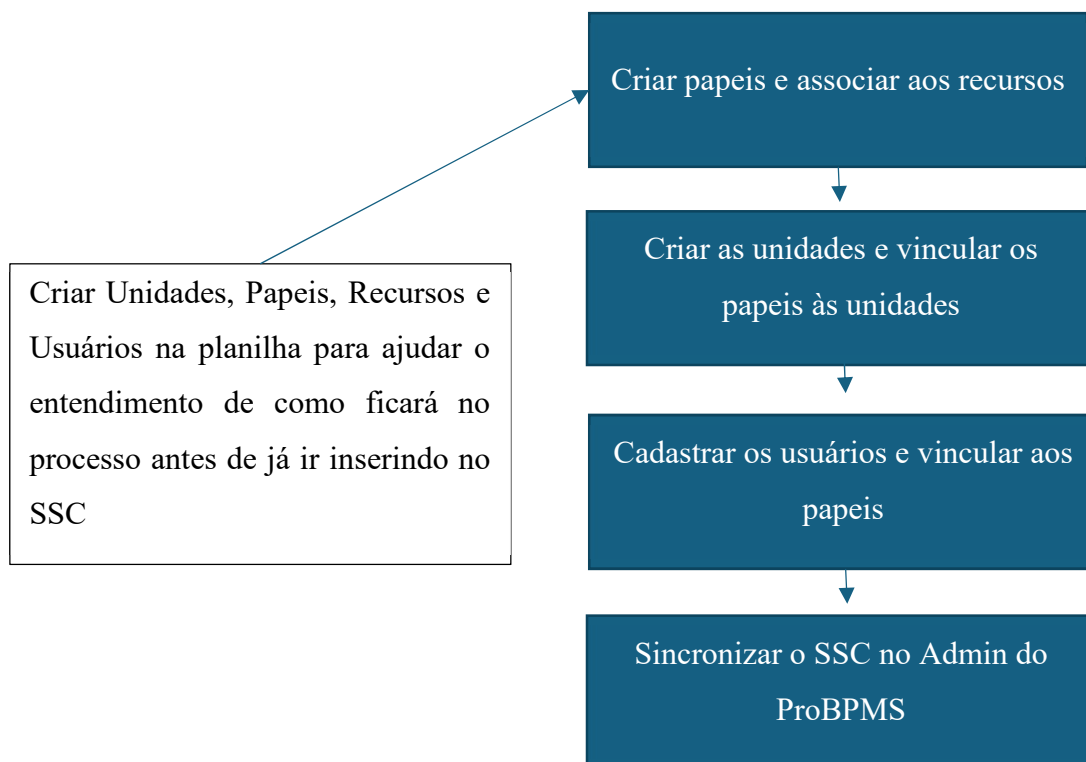 Criar papeis e associar aos recursos
Criar as unidades e vincular os
papeis às unidades
Criar Unidades, Papeis, Recursos e
Usuários na planilha para ajudar o
entendimento de como ficará no
processo antes de já ir inserindo no
SSC
Cadastrar os usuários e vincular aos
papeis
Sincronizar o SSC no Admin do
ProBPMS